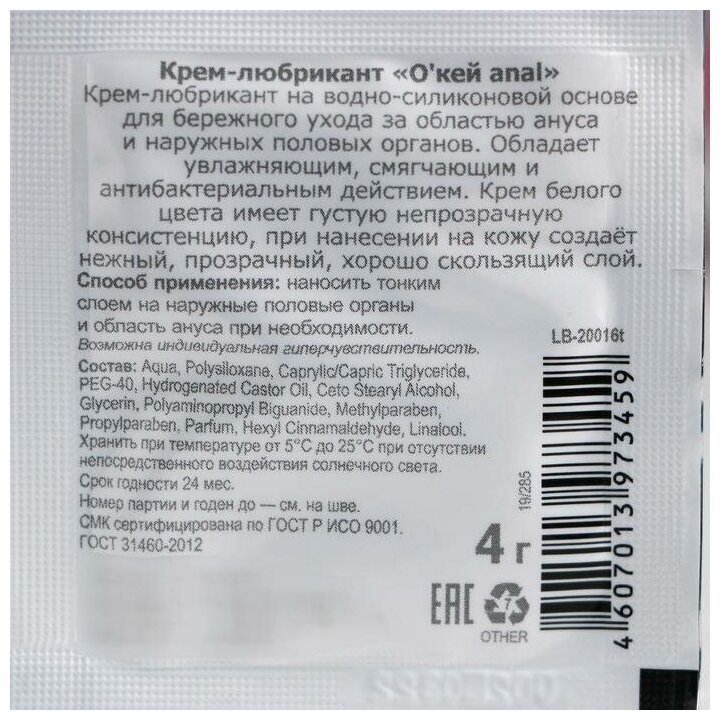 Крем-любрикант «О'кей anal»
Крем-любрикант на водно-силиконовой основе
для бережного ухода за областью ануса
и наружных половых органов. Обладает
увлажняющим, смягчающим и
антибактериальным действием. Крем белого
цвета имеет густую непрозрачную
консистенцию, при нанесении на кожу создаёт
нежный, прозрачный, хорошо скользящий слой.
Способ применения: наносить тонким
слоем на наружные половые органы
и область ануса при необходимости.
Возможна индивидуальная гиперчувствительность.
Состав: Aqua, Polysiloxane, Caprylic/Capric Triglyceride,
PEG-40, Hydrogenated Castor Oil, Ceto Stearyl Alcohol,
Glycerin, Polyaminopropyl Biguanide, Methylparaben,
Propylparaben, Parfum, Hexyl Cinnamaldehyde, Linalool.
Хранить при температуре от 5°С до 25°С при отсутствии
непосредственного воздействия солнечного света.
Срок годности 24 мес.
Номер партии и годен до — см. на шве.
СМК сертифицирована по ГОСТ Р ИСО 9001.
ГОСТ 31460-2012
LB-20016t
19/285
4 г
EAC
7
OTHER
4607013973459